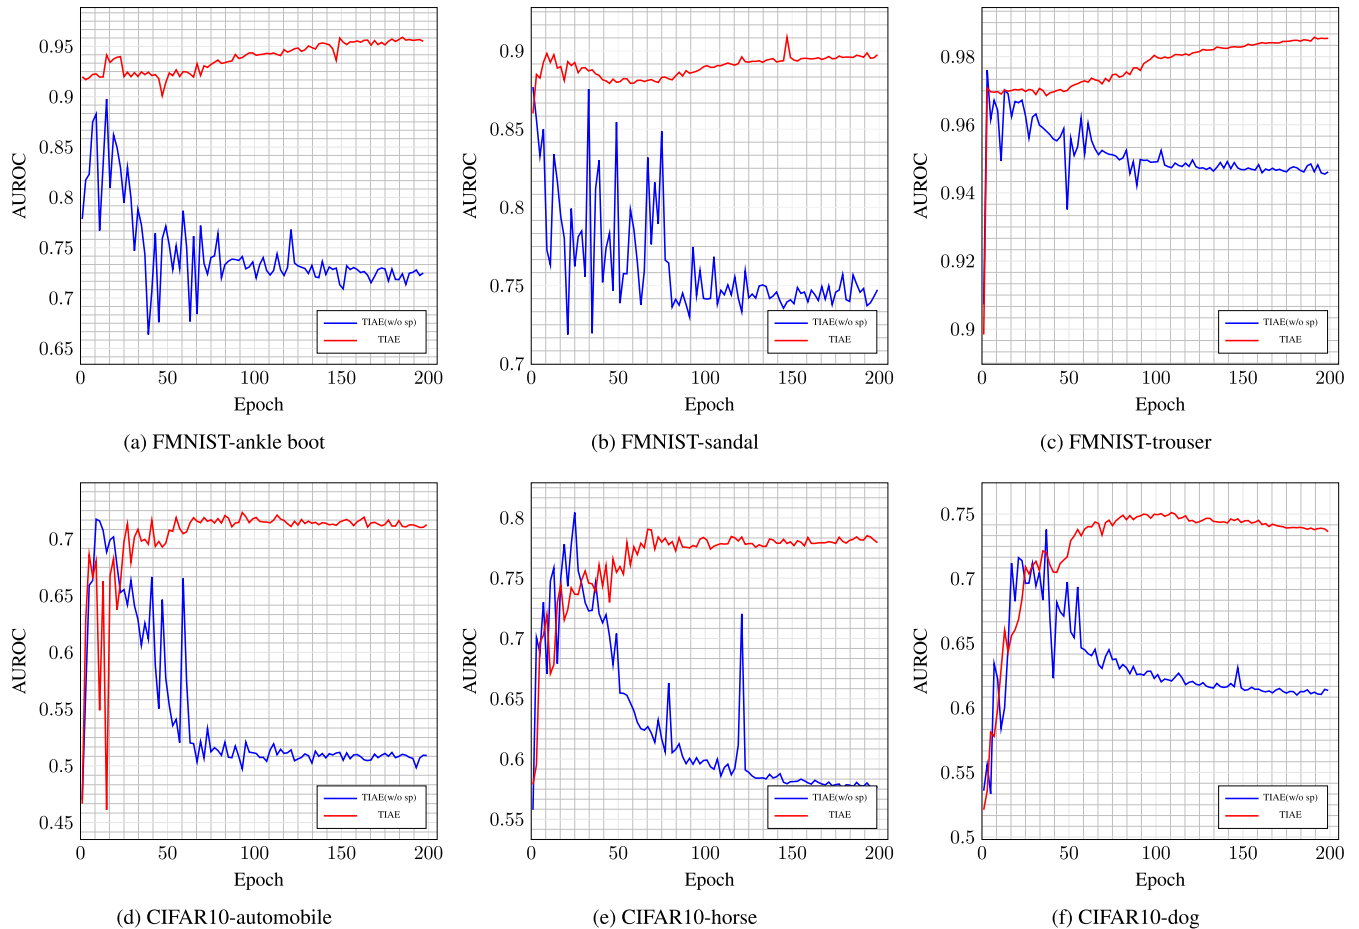 AUROC
0.95
0.9
0.85
0.8
0.75
0.7
0.65
0 50 100 150 200
Epoch
TIAE(w/o sp)
TIAE
(a) FMNIST-ankle boot
AUROC
0.9
0.85
0.8
0.75
0.7
0 50 100 150 200
Epoch
TIAE(w/o sp)
TIAE
(b) FMNIST-sandal
AUROC
0.98
0.96
0.94
0.92
0.9
0 50 100 150 200
Epoch
TIAE(w/o sp)
TIAE
(c) FMNIST-trouser
AUROC
0.7
0.65
0.6
0.55
0.5
0.45
0 50 100 150 200
Epoch
TIAE(w/o sp)
TIAE
(d) CIFAR10-automobile
AUROC
0.8
0.75
0.7
0.65
0.6
0.55
0 50 100 150 200
Epoch
TIAE(w/o sp)
TIAE
(e) CIFAR10-horse
AUROC
0.75
0.7
0.65
0.6
0.55
0.5
0 50 100 150 200
Epoch
TIAE(w/o sp)
TIAE
(f) CIFAR10-dog